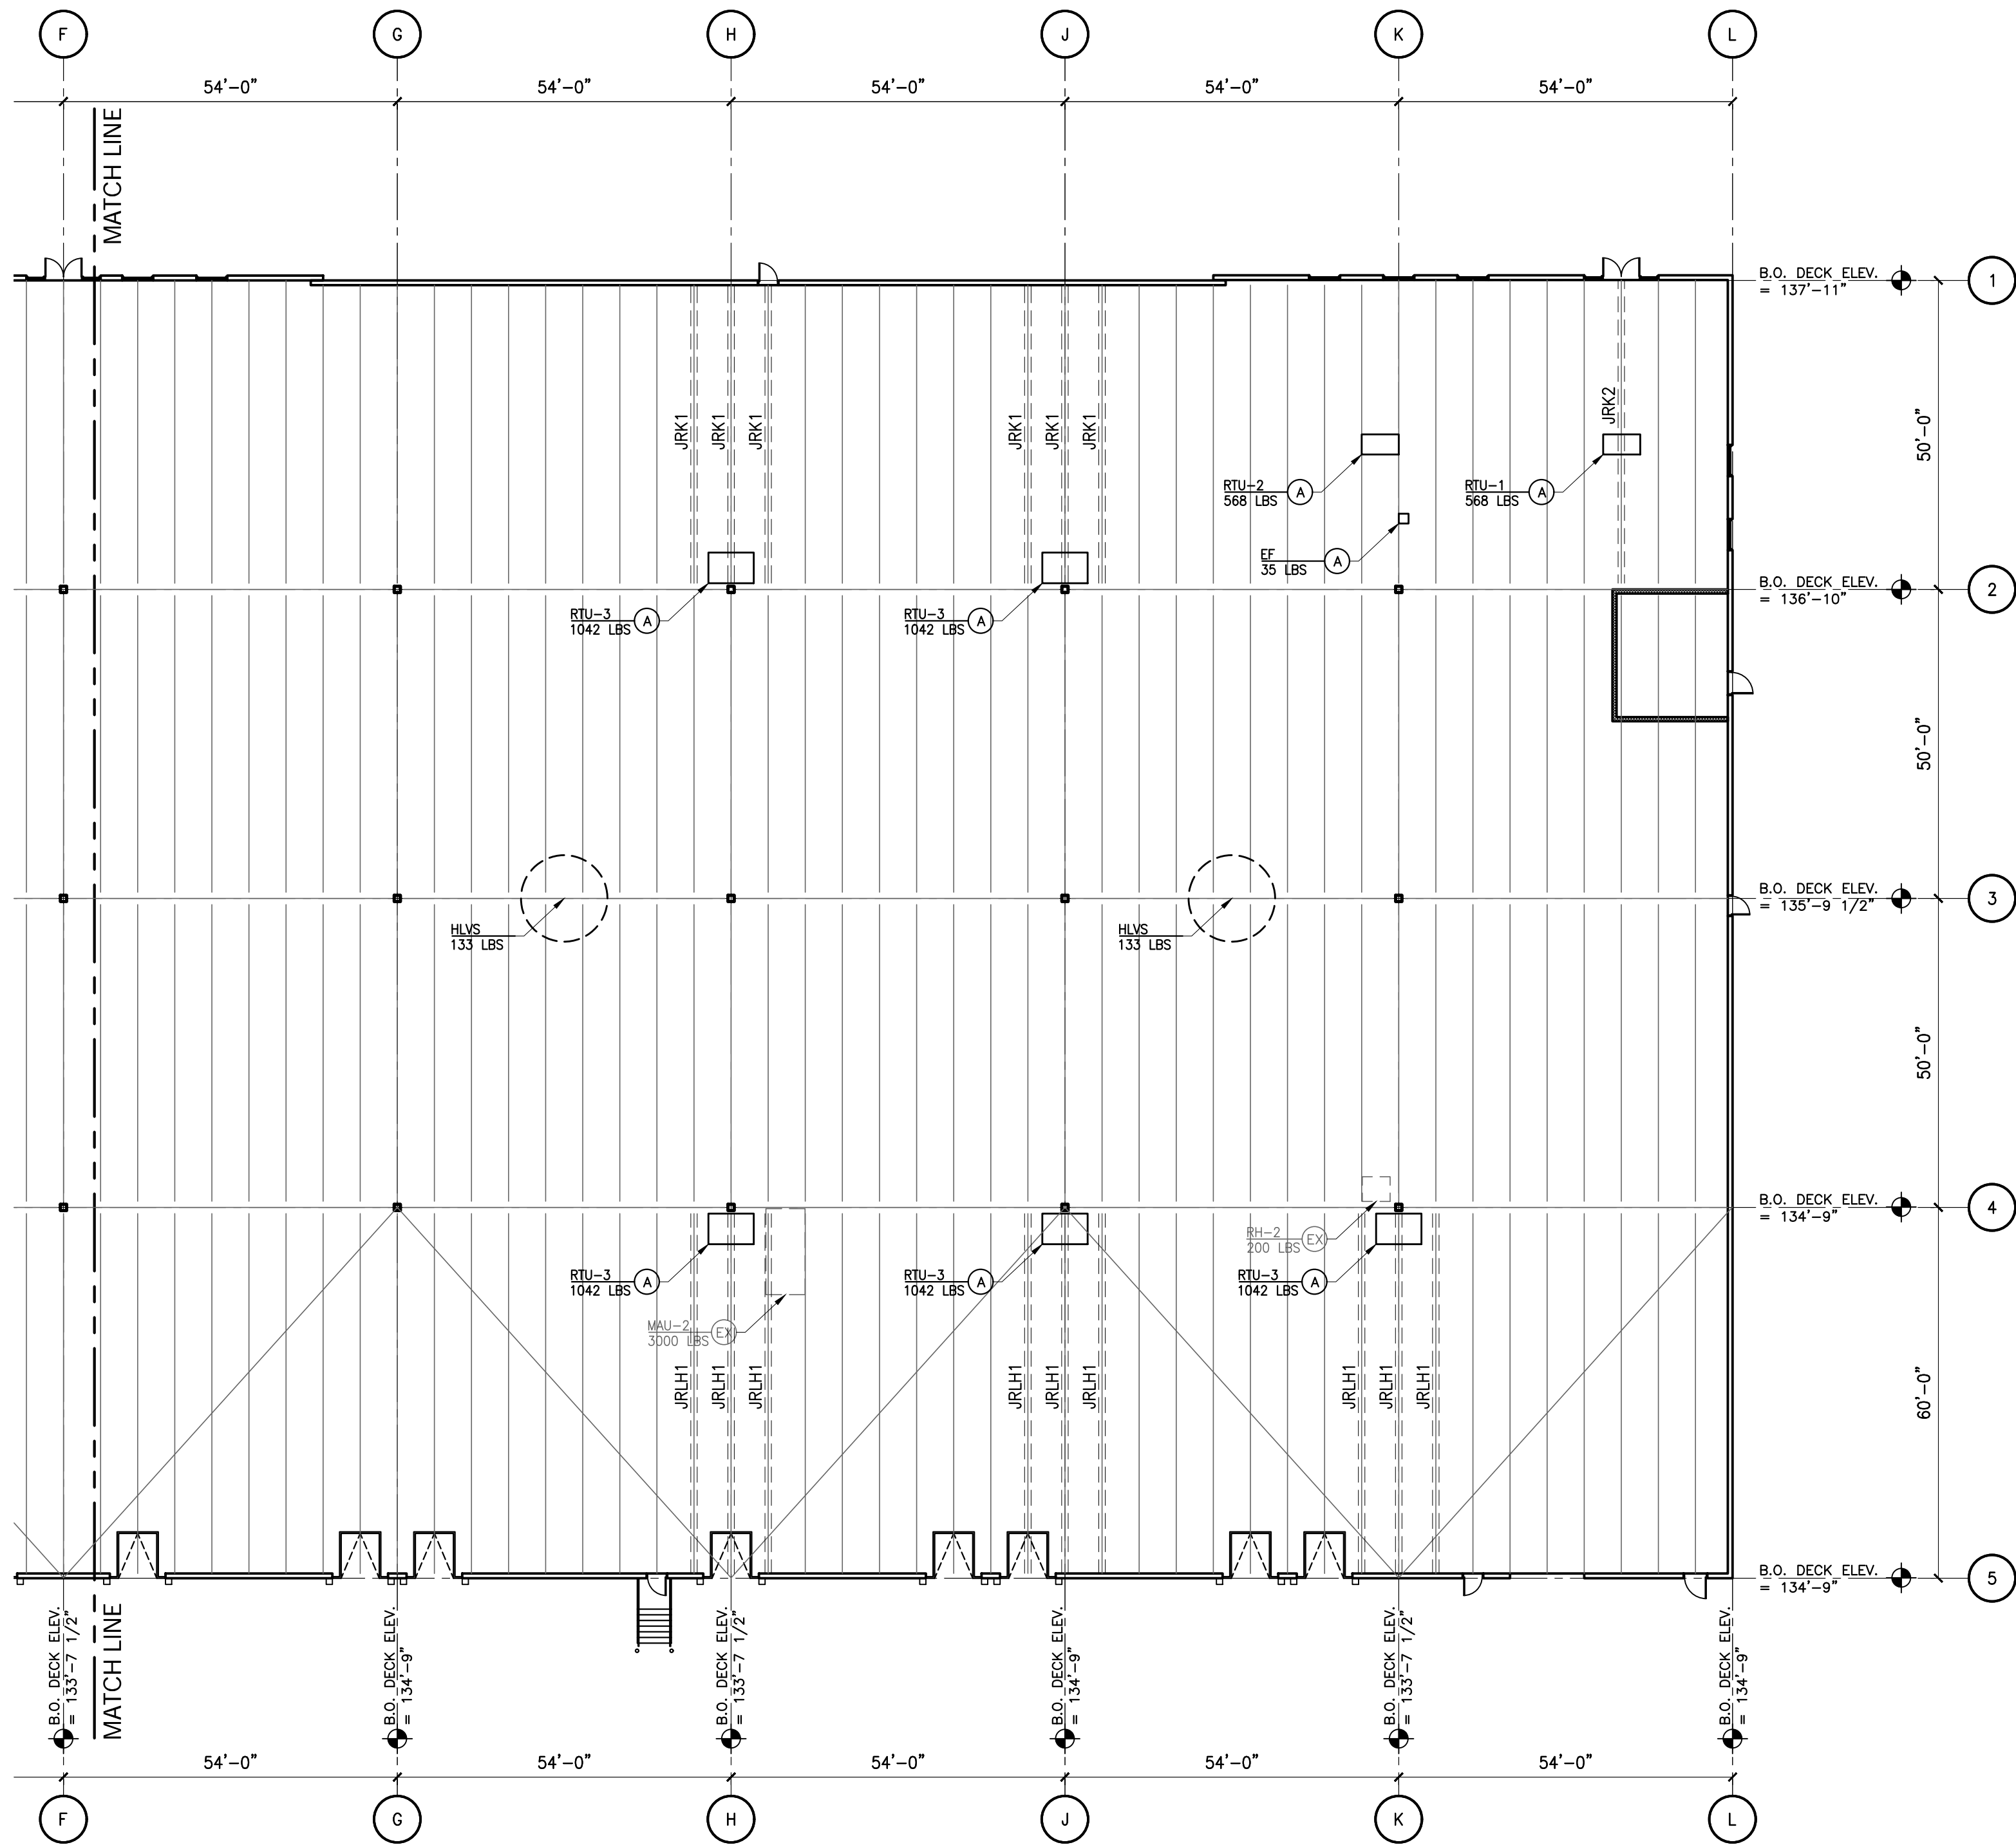 F
G
H
J
K
L
54'-0"
54'-0"
54'-0"
54'-0"
54'-0"
MATCH LINE
B.O. DECK ELEV.
= 137'-11"
1
JRK1
JRK1
JRK1
JRK1
JRK1
JRK1
JRK2
50'-0"
RTU-2
568 LBS
A
RTU-1
568 LBS
A
EF
35 LBS
A
B.O. DECK ELEV.
= 136'-10"
2
RTU-3
1042 LBS
A
RTU-3
1042 LBS
A
50'-0"
B.O. DECK ELEV.
= 135'-9 1/2"
3
HLVS
133 LBS
HLVS
133 LBS
50'-0"
B.O. DECK ELEV.
= 134'-9"
4
RH-2
200 LBS
EX
RTU-3
1042 LBS
A
RTU-3
1042 LBS
A
RTU-3
1042 LBS
A
MAU-2
3000 LBS
EX
JRLH1
JRLH1
JRLH1
JRLH1
JRLH1
JRLH1
JRLH1
JRLH1
JRLH1
60'-0"
B.O. DECK ELEV.
= 134'-9"
5
B.O. DECK ELEV.
= 133'-7 1/2"
MATCH LINE
B.O. DECK ELEV.
= 134'-9"
B.O. DECK ELEV.
= 133'-7 1/2"
B.O. DECK ELEV.
= 134'-9"
B.O. DECK ELEV.
= 133'-7 1/2"
B.O. DECK ELEV.
= 134'-9"
54'-0"
54'-0"
54'-0"
54'-0"
54'-0"
F
G
H
J
K
L